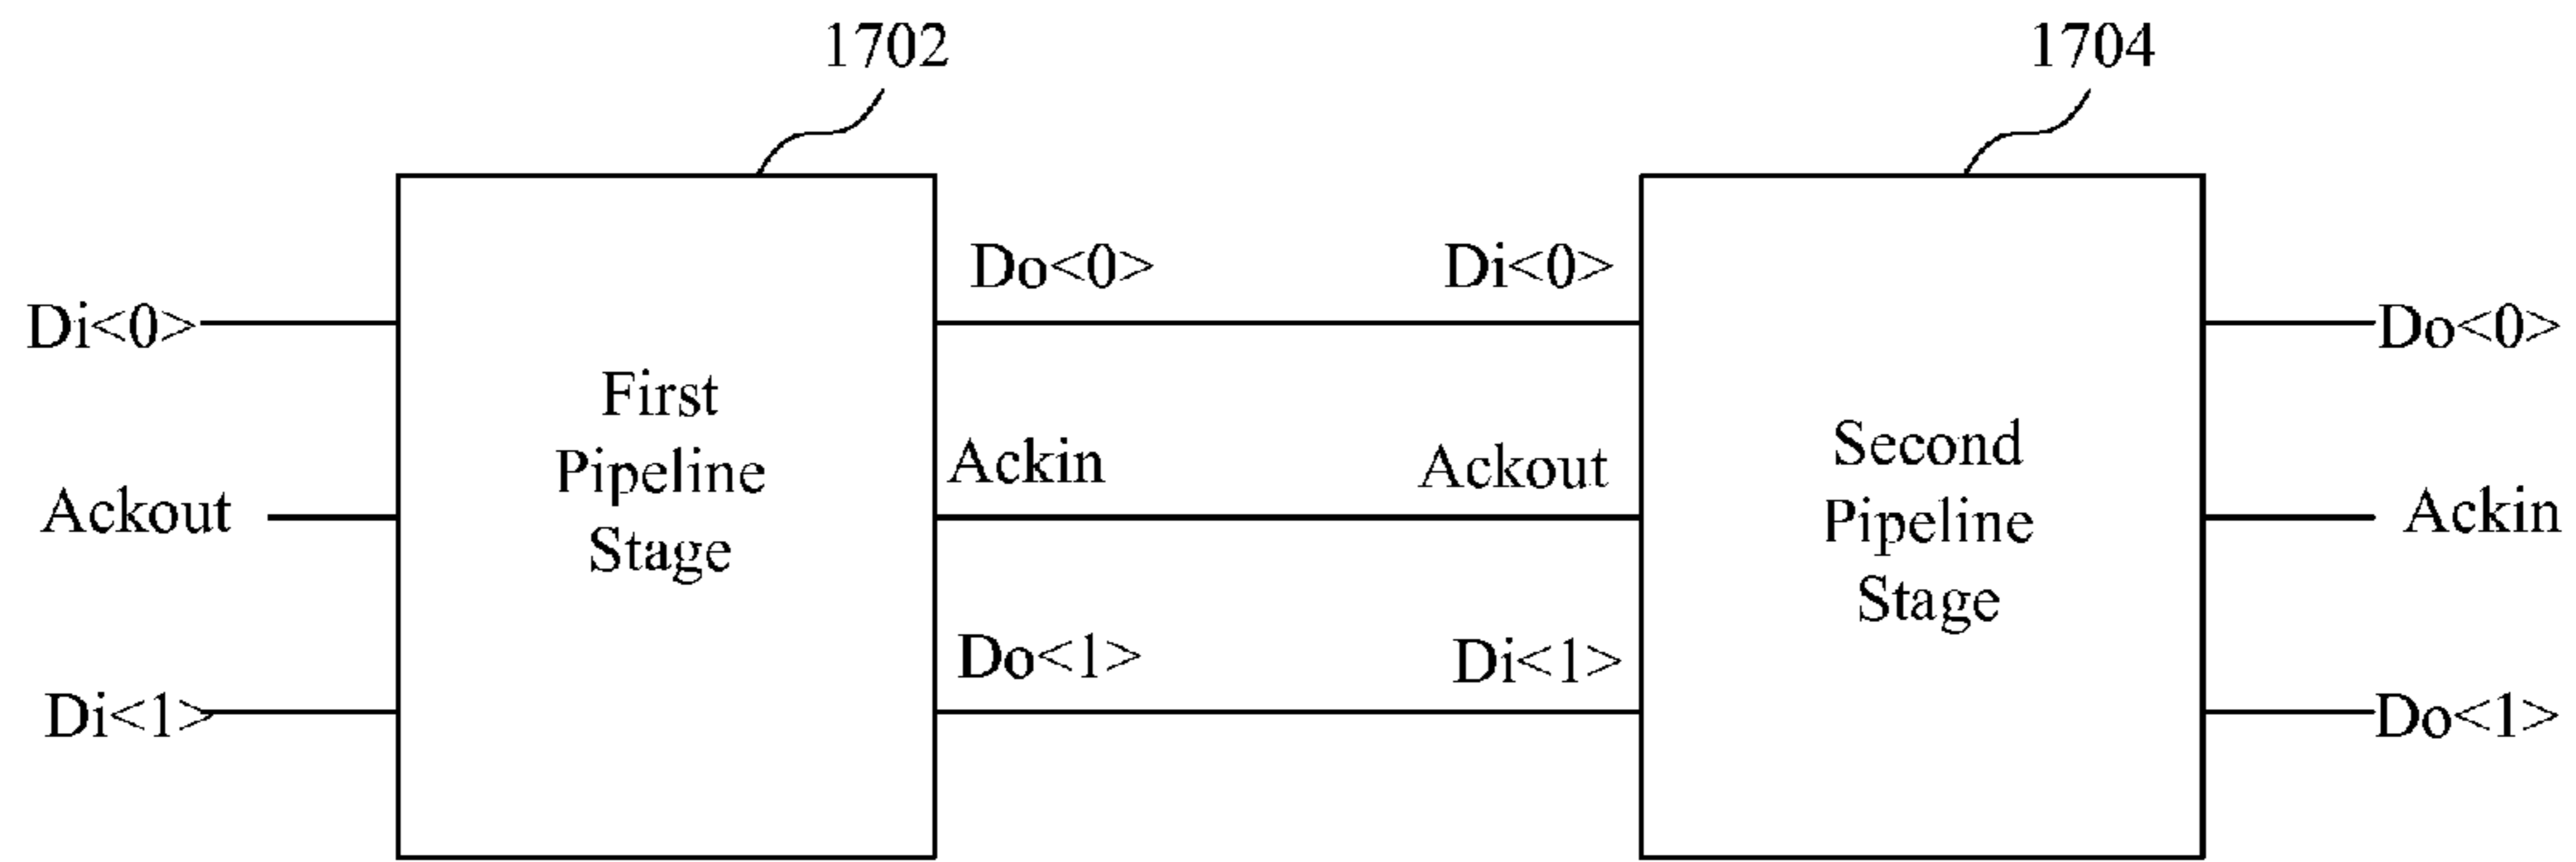 1702
1704
Di<0>
Ackout
Di<1>
First
Pipeline
Stage
Do<0>
Ackin
Do<1>
Di<0>
Ackout
Di<1>
Second
Pipeline
Stage
Do<0>
Ackin
Do<1>